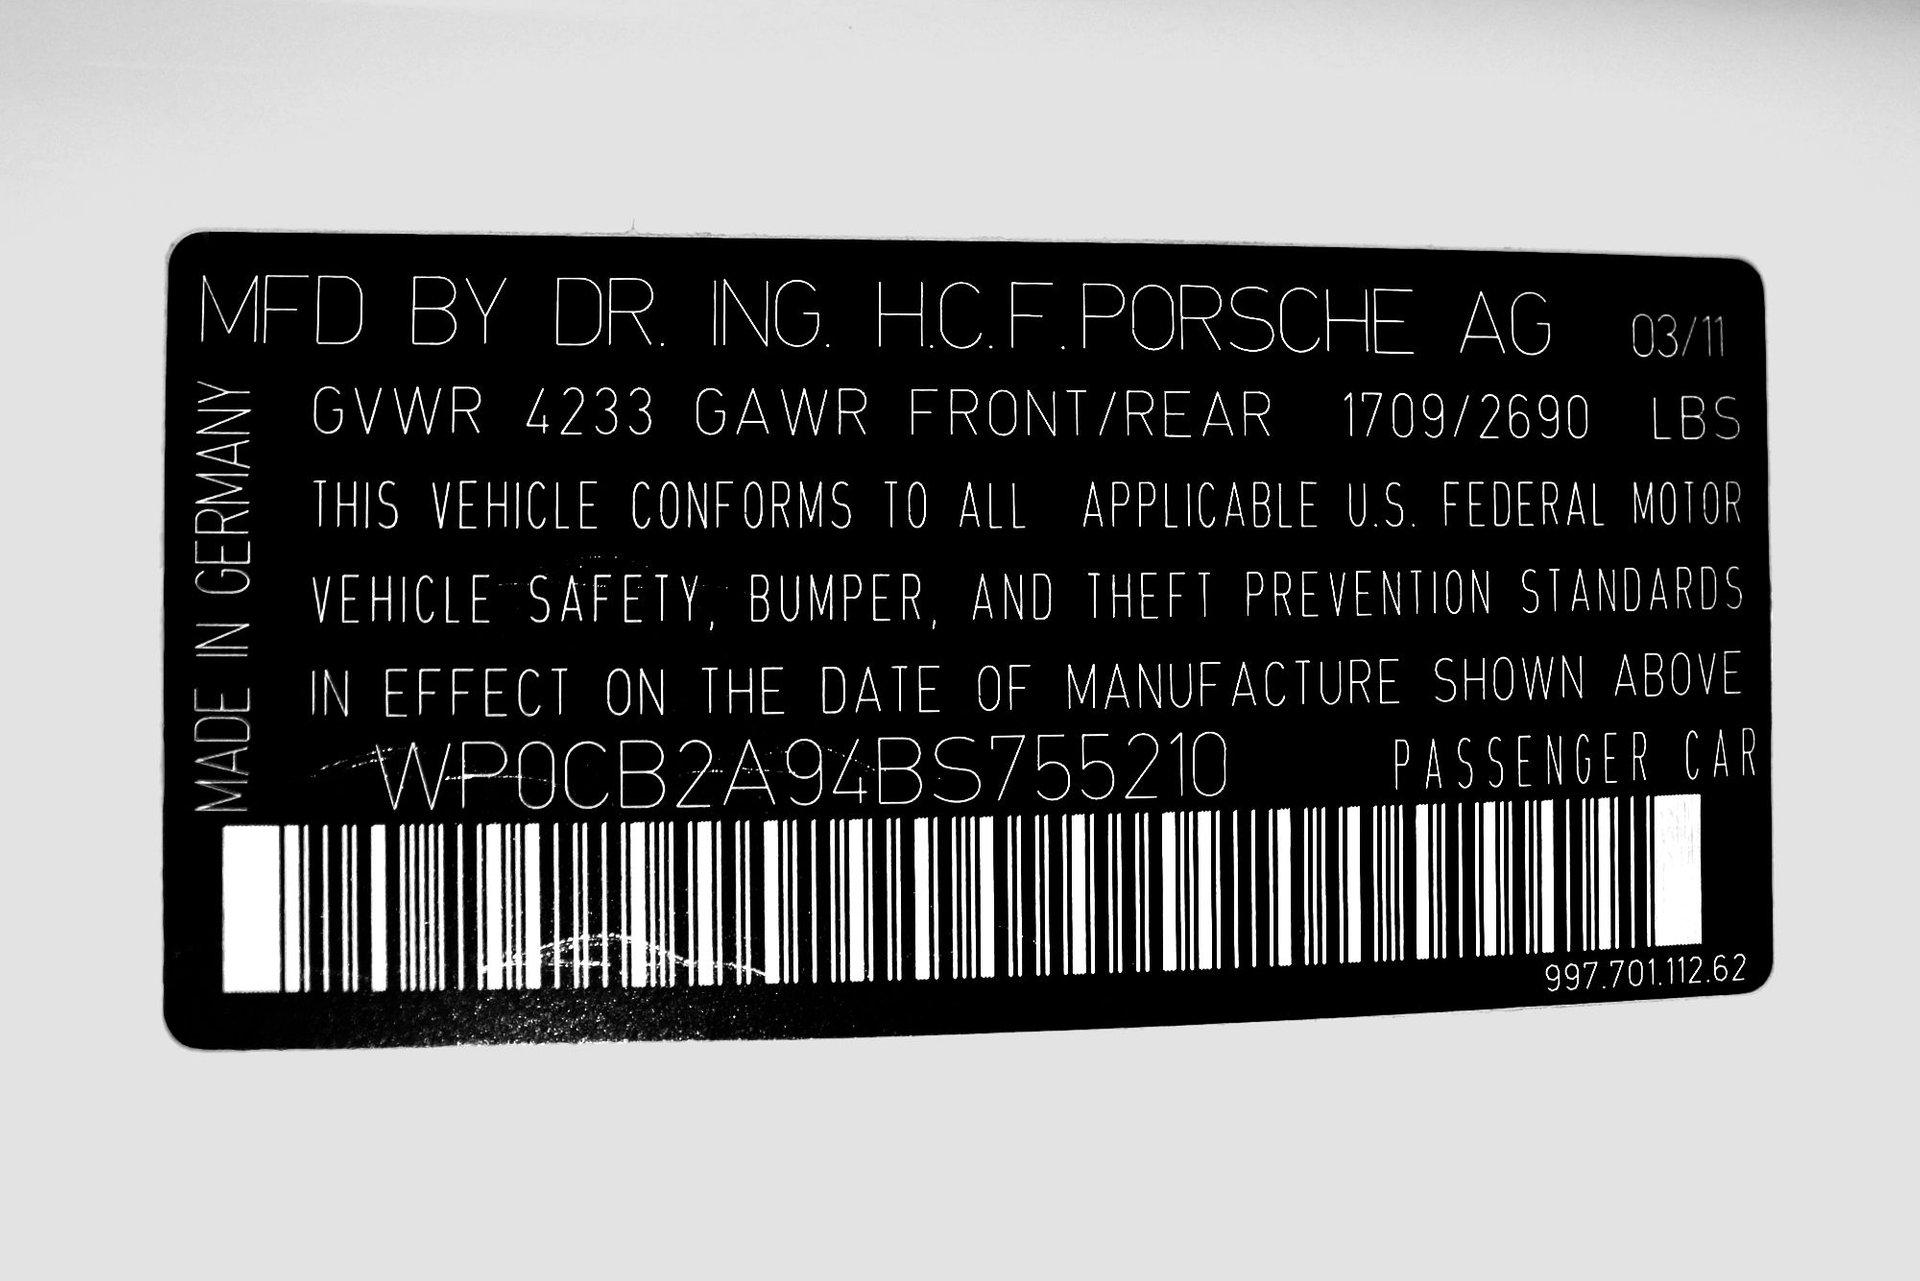 MFD BY DR. ING. H.C.F.PORSCHE AG 03/11
GVWR 4233 GAWR FRONT/REAR 1709/2690 LBS
THIS VEHICLE CONFORMS TO ALL APPLICABLE U.S. FEDERAL MOTOR
VEHICLE SAFETY, BUMPER, AND THEFT PREVENTION STANDARDS
IN EFFECT ON THE DATE OF MANUFACTURE SHOWN ABOVE
WP0CB2A94BS755210 PASSENGER CAR
997.701.112.62
MADE IN GERMANY